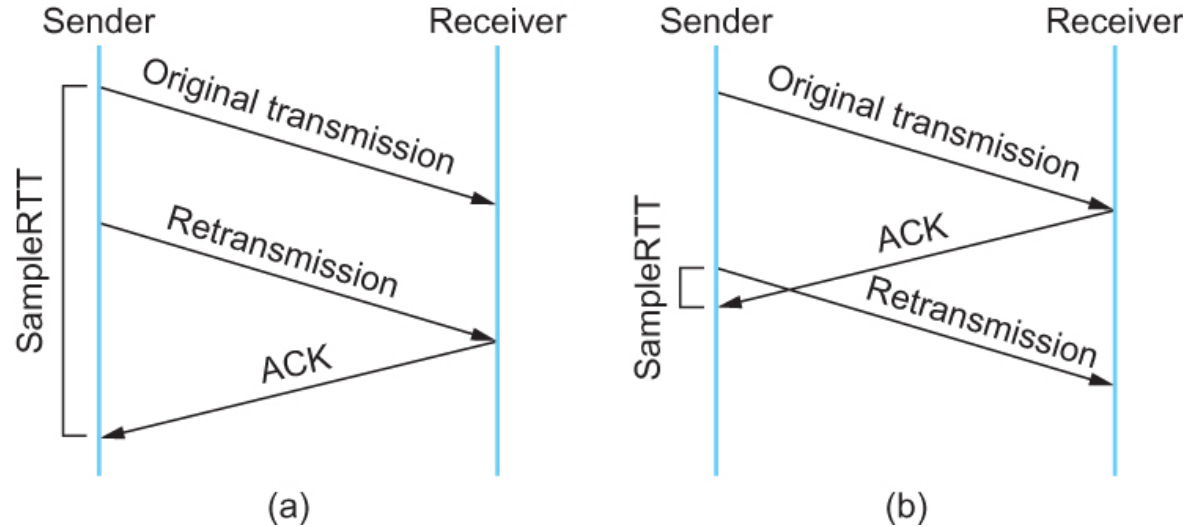 Sender
Receiver
Original transmission
SampleRTT
Retransmission
ACK
(a)
Sender
Receiver
Original transmission
ACK
SampleRTT
Retransmission
(b)